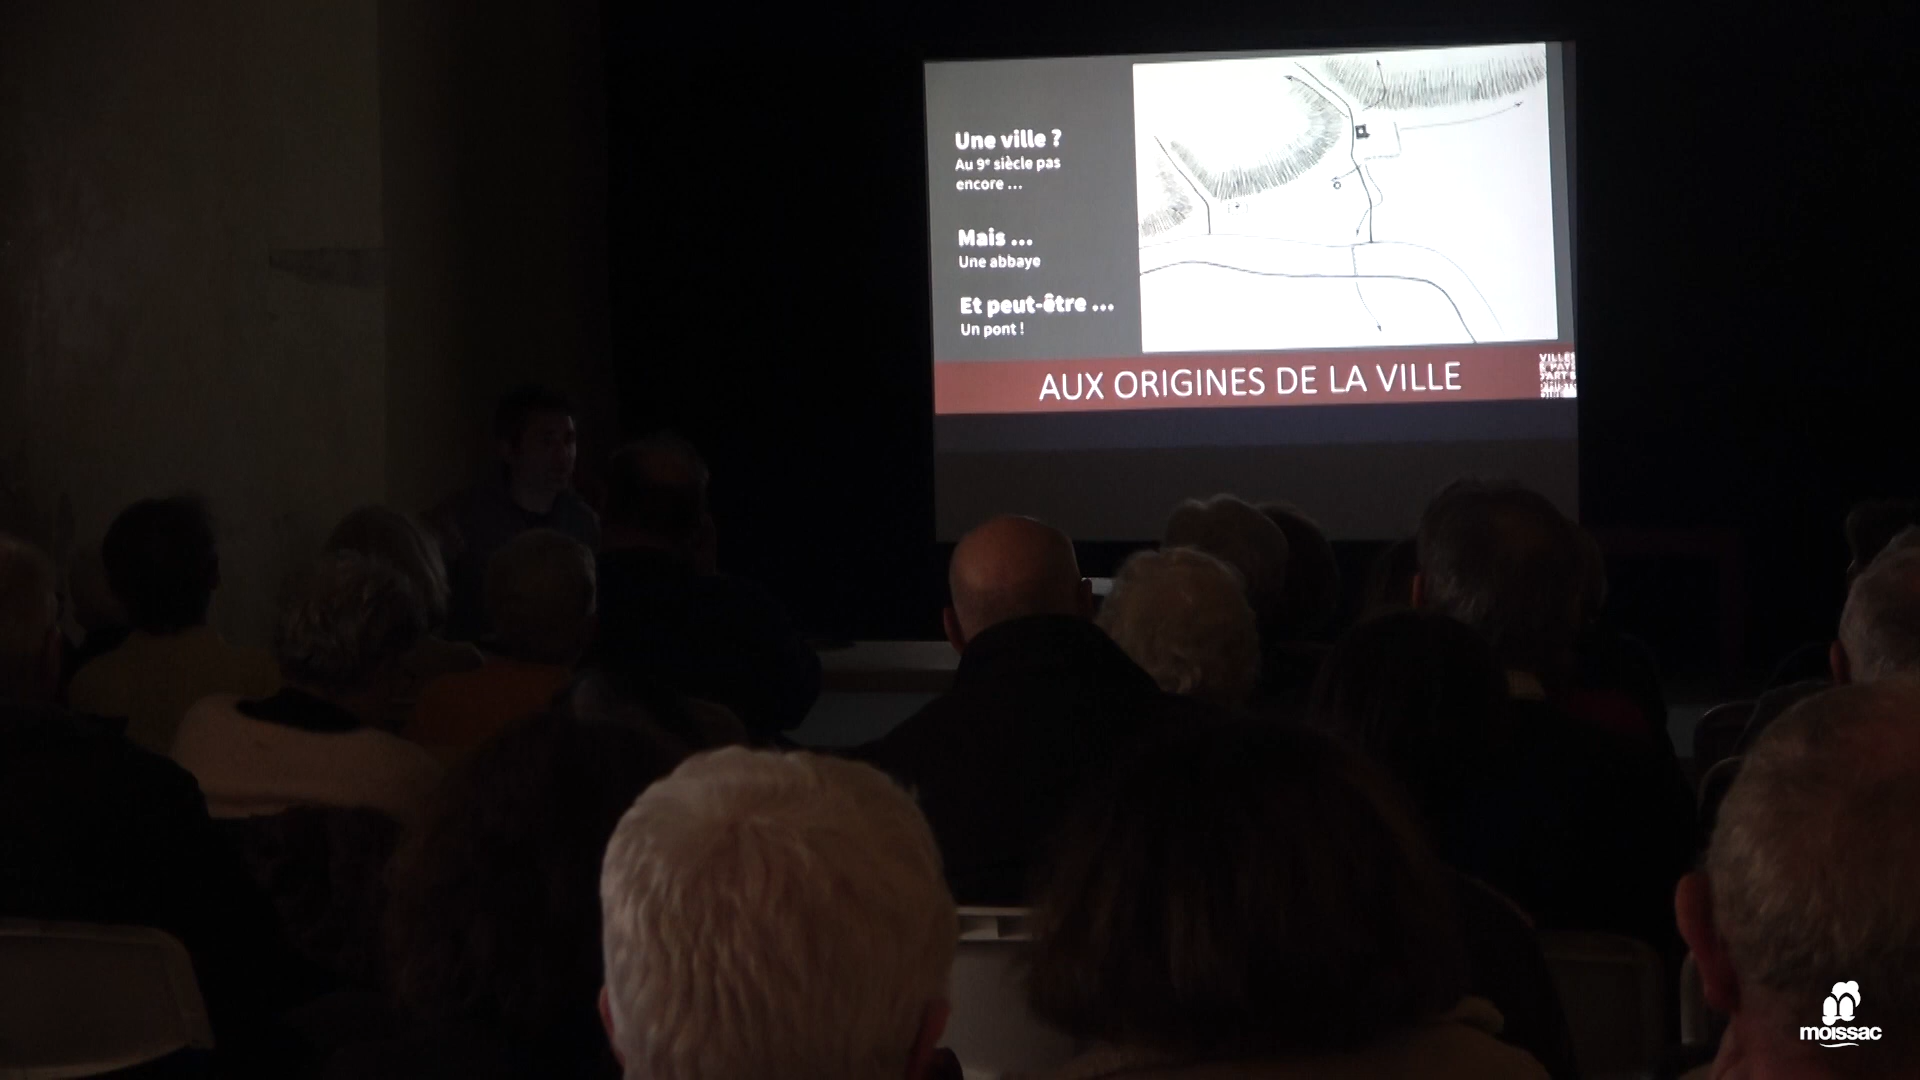 Une ville ?
Au 9e siècle pas
encore ...
Mais ...
Une abbaye
Et peut-être ...
Un pont !
AUX ORIGINES DE LA VILLE
VILLES
moissac